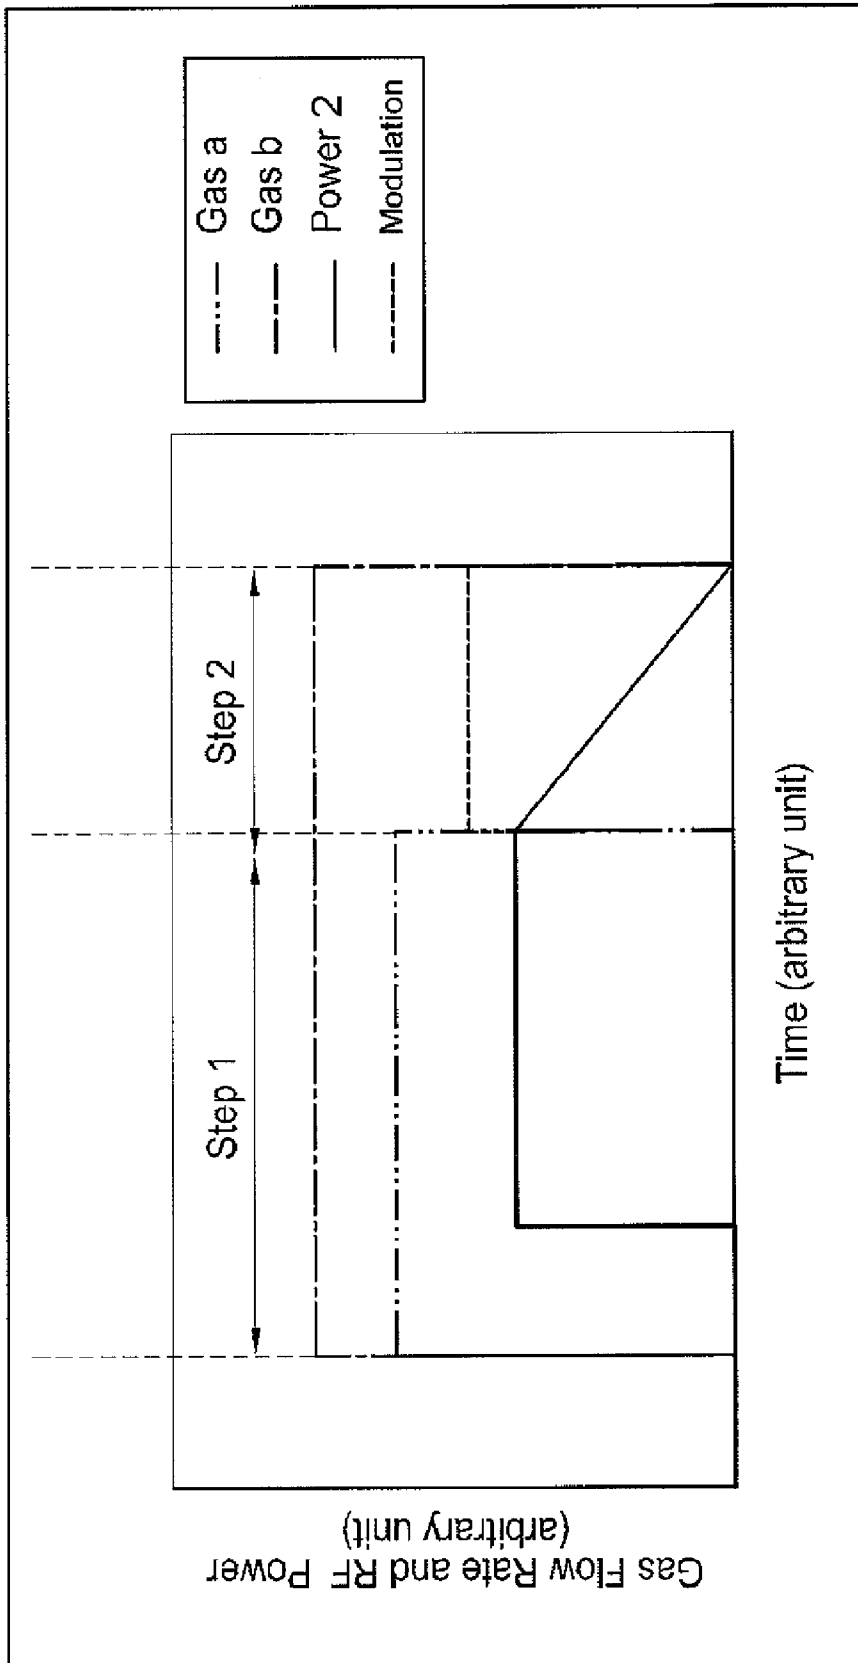 Gas Flow Rate and RF Power
(arbitrary unit)
Step 1
Step 2
Time (arbitrary unit)
Gas a
Gas b
Power 2
Modulation